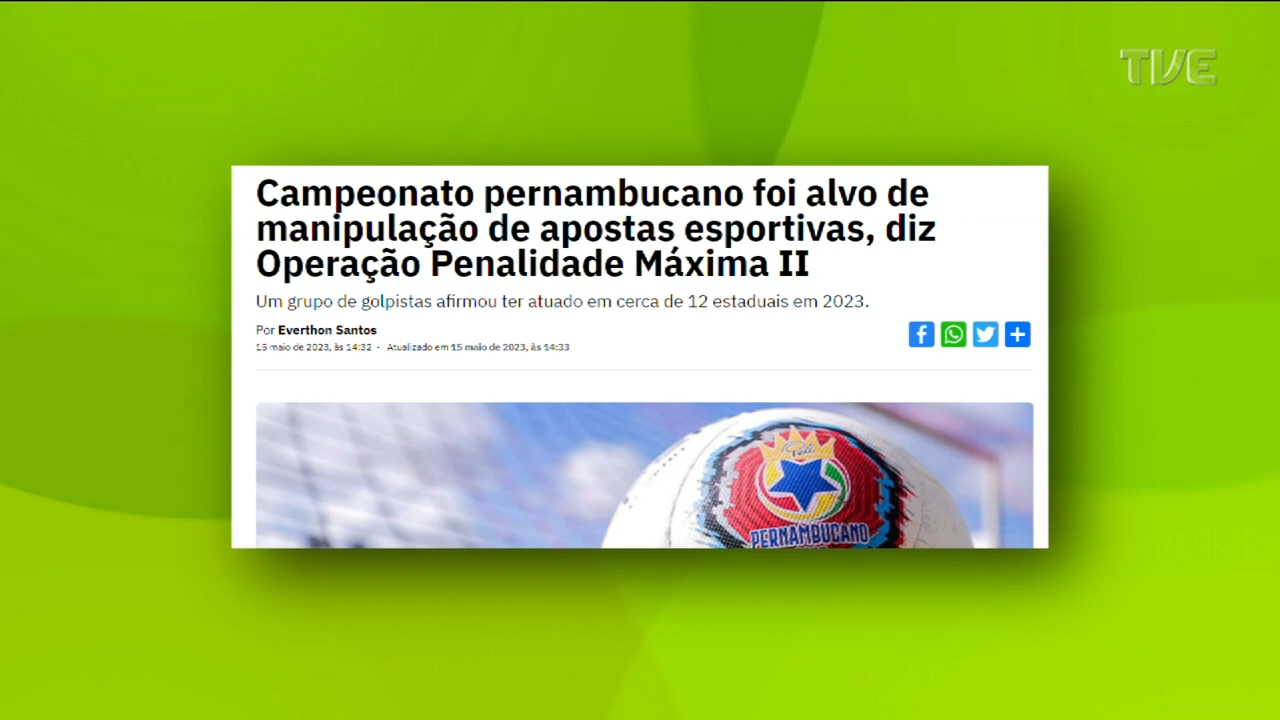 TVE
Campeonato pernambucano foi alvo de
manipulação de apostas esportivas, diz
Operação Penalidade Máxima II
Um grupo de golpistas afirmou ter atuado em cerca de 12 estaduais em 2023.
Por Everthon Santos
15 maio de 2023, às 14:32 - Atualizado em 15 maio de 2023, às 14:33
Pelé
PERNAMBUCANO